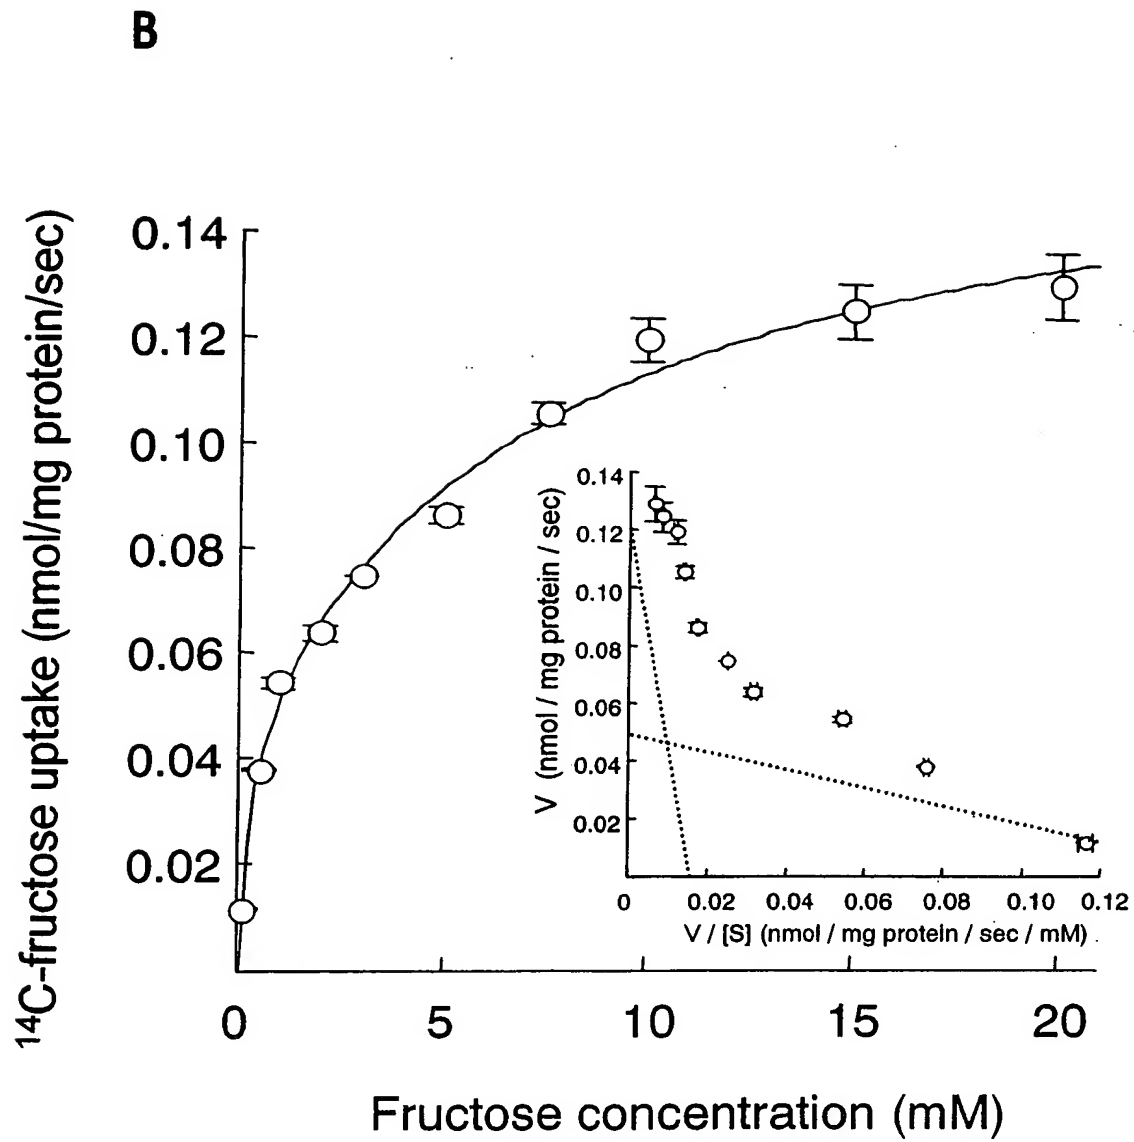 B
14C-fructose uptake (nmol/mg protein/sec)
0.14
0.12
0.10
0.08
0.06
0.04
0.02
0 5 10 15 20
Fructose concentration (mM)
V (nmol / mg protein / sec)
0.14
0.12
0.10
0.08
0.06
0.04
0.02
0 0.02 0.04 0.06 0.08 0.10 0.12
V / [S] (nmol / mg protein / sec / mM)